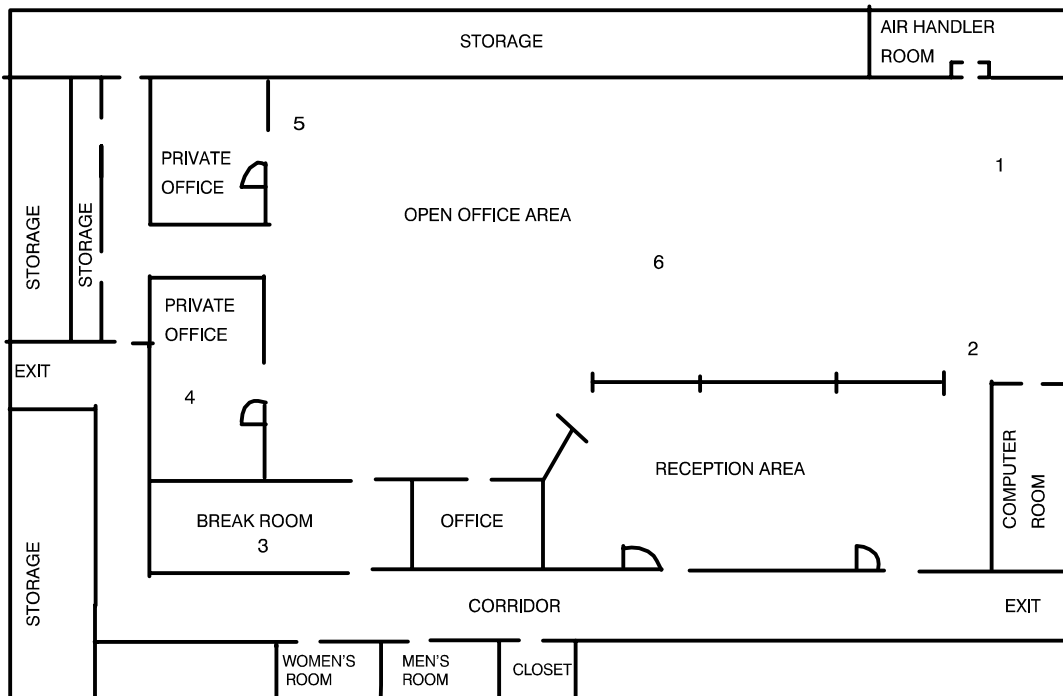 STORAGE
AIR HANDLER
ROOM
5
1
PRIVATE
OFFICE
STORAGE
STORAGE
OPEN OFFICE AREA
6
PRIVATE
OFFICE
2
EXIT
4
RECEPTION AREA
COMPUTER
ROOM
BREAK ROOM
3
OFFICE
STORAGE
CORRIDOR
EXIT
WOMEN'S
ROOM
MEN'S
ROOM
CLOSET